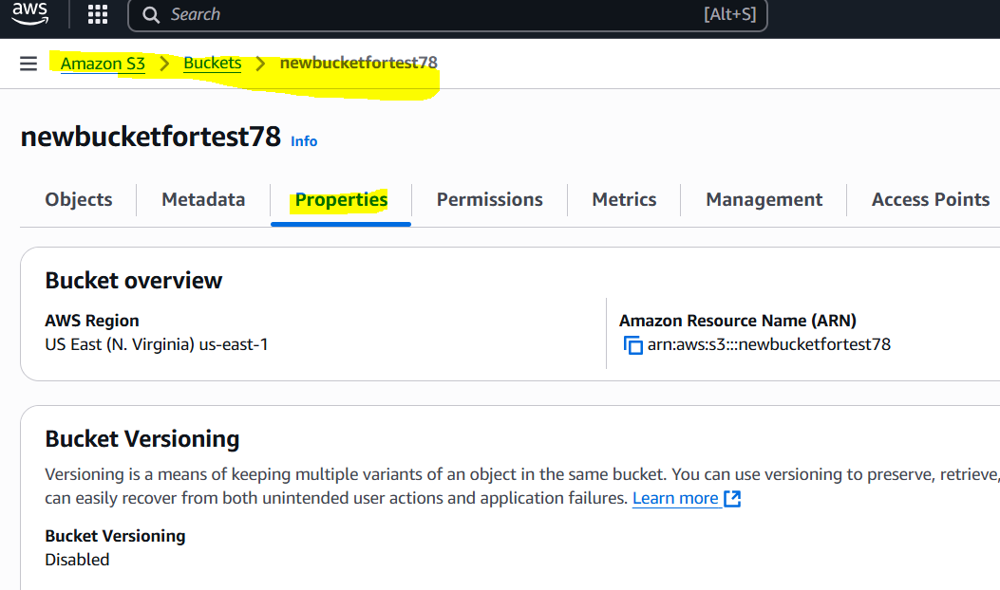 aws Search [Alt+S]
Amazon S3 > Buckets > newbucketfortest78
newbucketfortest78 Info
Objects Metadata Properties Permissions Metrics Management Access Points
Bucket overview
AWS Region
US East (N. Virginia) us-east-1
Amazon Resource Name (ARN)
arn:aws:s3:::newbucketfortest78
Bucket Versioning
Versioning is a means of keeping multiple variants of an object in the same bucket. You can use versioning to preserve, retrieve,
can easily recover from both unintended user actions and application failures. Learn more
Bucket Versioning
Disabled